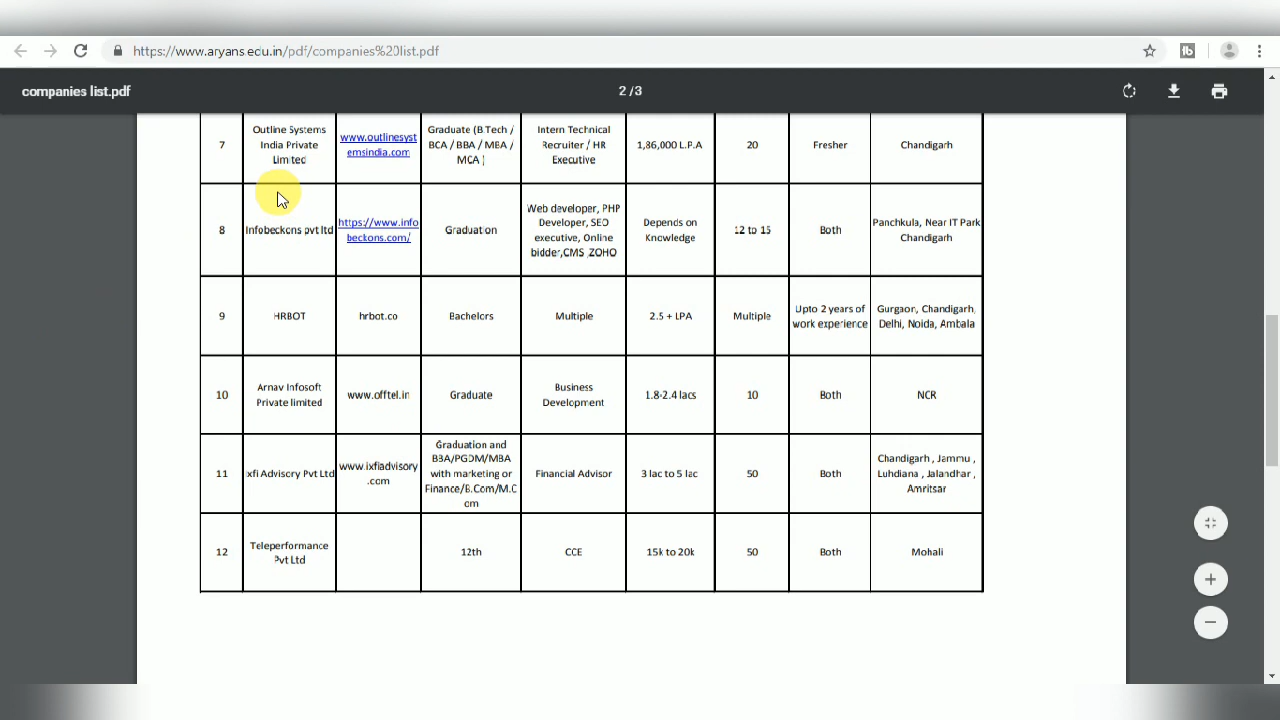 https://www.aryans.edu.in/pdf/companies%20list.pdf
companies list.pdf
2 / 3
7
Outline Systems
India Private
Limited
www.outlinesyst
emsindia.com
Graduate (B Tech /
BCA / BBA / MBA /
MCA )
Intern Technical
Recruiter / HR
Executive
1,86,000 L.P.A
20
Fresher
Chandigarh
8
Infobeckons pvt ltd
https://www.info
beckons.com/
Graduation
Web developer, PHP
Developer, SEO
executive, Online
bidder,CMS ,ZOHO
Depends on
Knowledge
12 to 15
Both
Panchkula, Near IT Park
Chandigarh
9
HRBOT
hrbot.co
Bachelors
Multiple
2.5 + LPA
Multiple
Upto 2 years of
work experience
Gurgaon, Chandigarh,
Delhi, Noida, Ambala
10
Arnav Infosoft
Private limited
www.offtel.in
Graduate
Business
Development
1.8-2.4 lacs
10
Both
NCR
11
ixfi Advisory Pvt Ltd
www.ixfiadvisory
.com
Graduation and
BBA/PGDM/MBA
with marketing or
Finance/B.Com/M.C
om
Financial Advisor
3 lac to 5 lac
50
Both
Chandigarh , Jammu ,
Luhdiana , Jalandhar ,
Amritsar
12
Teleperformance
Pvt Ltd
12th
CCE
15k to 20k
50
Both
Mohali